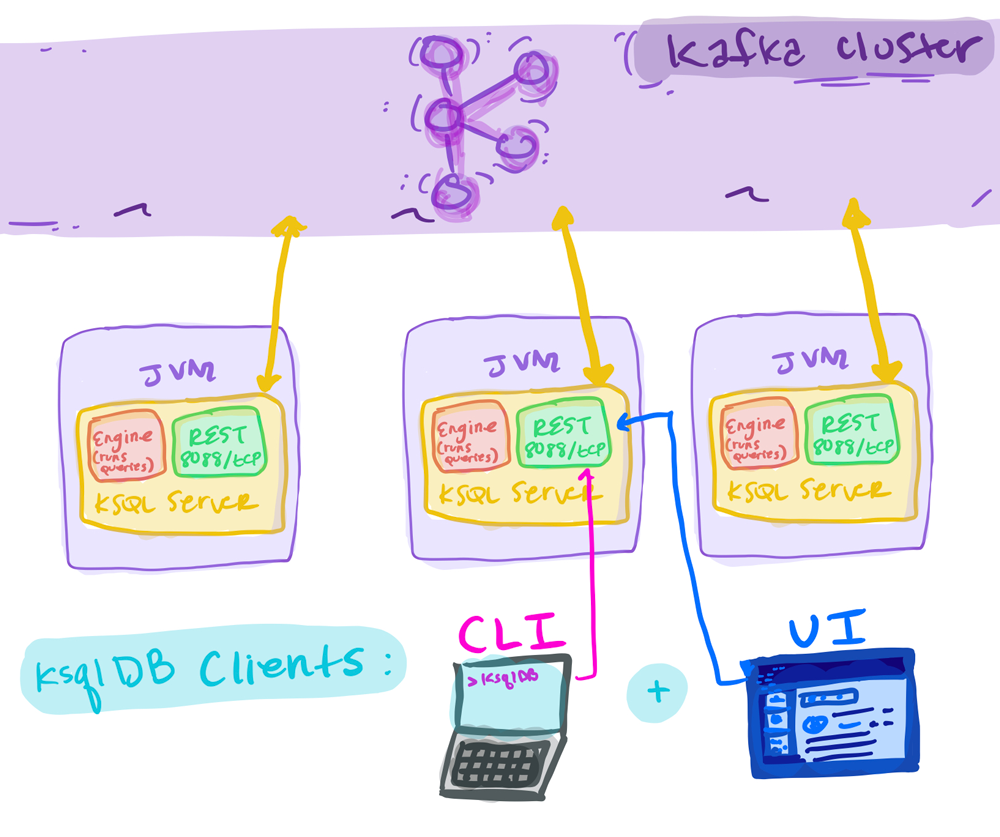 Kafka Cluster
JVM
Engine
(runs
queries)
REST
8088/tcp
KSQL Server
JVM
Engine
(runs
queries)
REST
8088/tcp
KSQL Server
JVM
Engine
(runs
queries)
REST
8088/tcp
KSQL Server
ksqlDB Clients:
CLI
>ksqlDB
+
UI